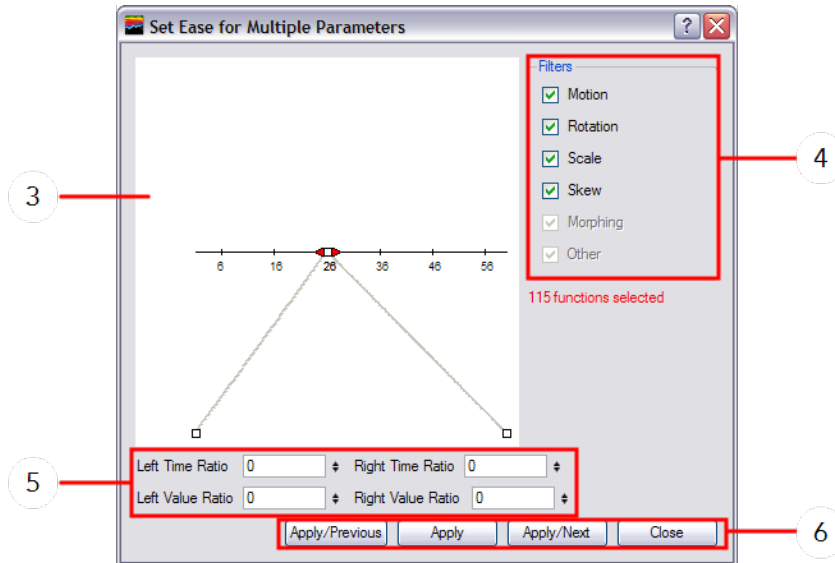 Set Ease for Multiple Parameters
?
Filters
Motion
Rotation
Scale
Skew
Morphing
Other
4
3
6 16 26 36 46 56
115 functions selected
Left Time Ratio 0 Right Time Ratio 0
Left Value Ratio 0 Right Value Ratio 0
5
Apply/Previous Apply Apply/Next Close
6